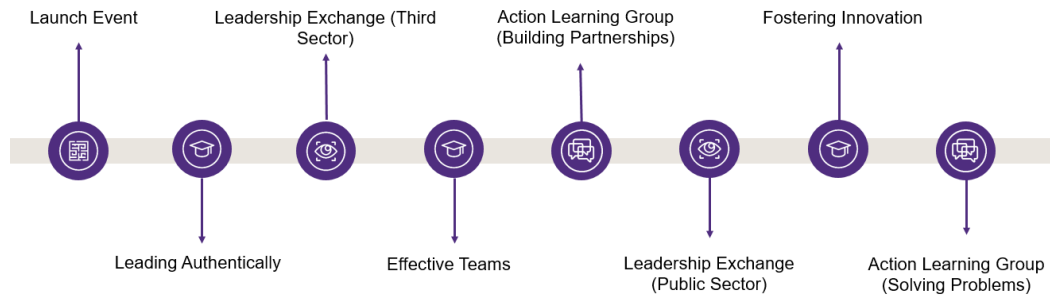 Launch Event
Leadership Exchange (Third
Sector)
Action Learning Group
(Building Partnerships)
Fostering Innovation
Leading Authentically
Effective Teams
Leadership Exchange
(Public Sector)
Action Learning Group
(Solving Problems)